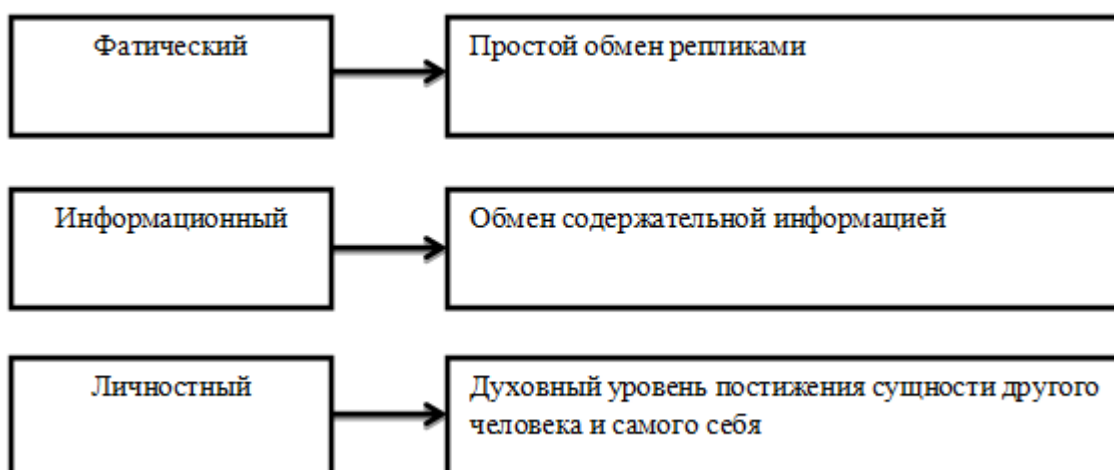 Фатический
Простой обмен репликами
Информационный
Обмен содержательной информацией
Личностный
Духовный уровень постижения сущности другого
человека и самого себя